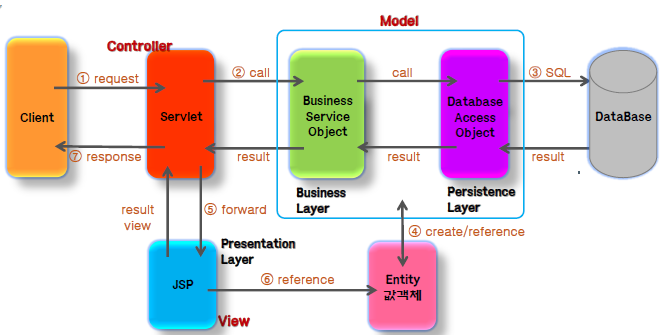 Model
Controller
① request
② call
call
③ SQL
Client
Servlet
Business
Service
Object
Database
Access
Object
DataBase
⑦ response
result
result
result
Business
Layer
Persistence
Layer
result
view
⑤ forward
④ create/reference
Presentation
Layer
JSP
⑥ reference
Entity
값객체
View